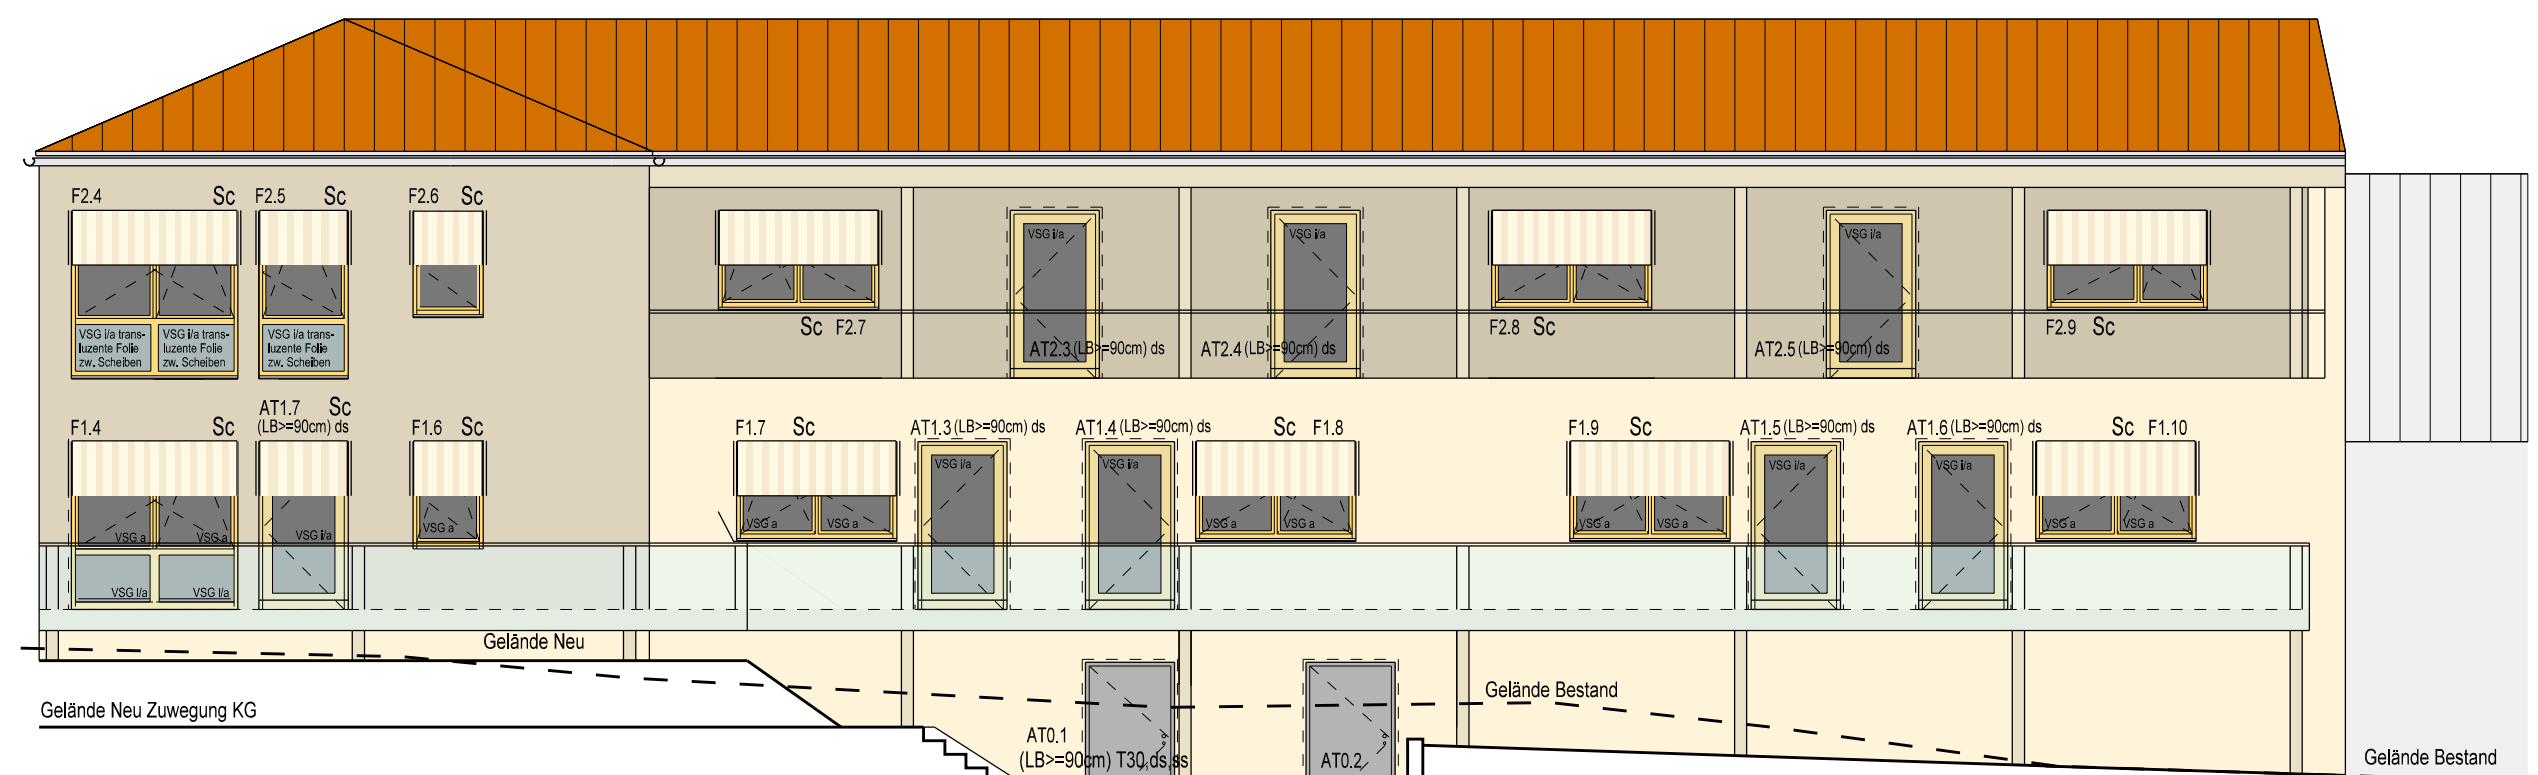 F2.4 Sc F2.5 Sc F2.6 Sc
VSG i/a VSG i/a VSG i/a
Sc F2.7 F2.8 Sc F2.9 Sc
VSG i/a trans-
luzente Folie
zw. Scheiben
VSG i/a trans-
luzente Folie
zw. Scheiben
VSG i/a trans-
luzente Folie
zw. Scheiben
AT2.3 (LB>=90cm) ds AT2.4 (LB>=90cm) ds AT2.5 (LB>=90cm) ds
AT1.7 Sc
(LB>=90cm) ds
F1.4 Sc F1.6 Sc F1.7 Sc AT1.3 (LB>=90cm) ds AT1.4 (LB>=90cm) ds Sc F1.8 F1.9 Sc AT1.5 (LB>=90cm) ds AT1.6 (LB>=90cm) ds Sc F1.10
VSG i/a VSG i/a VSG i/a VSG i/a
VSG a VSG a VSG i/a VSG a VSG a VSG a VSG a VSG a VSG a VSG a VSG a VSG a
VSG i/a VSG i/a
Gelände Neu
Gelände Bestand
Gelände Neu Zuwegung KG
AT0.1
(LB>=90cm) T30,ds,ss AT0.2
Gelände Bestand